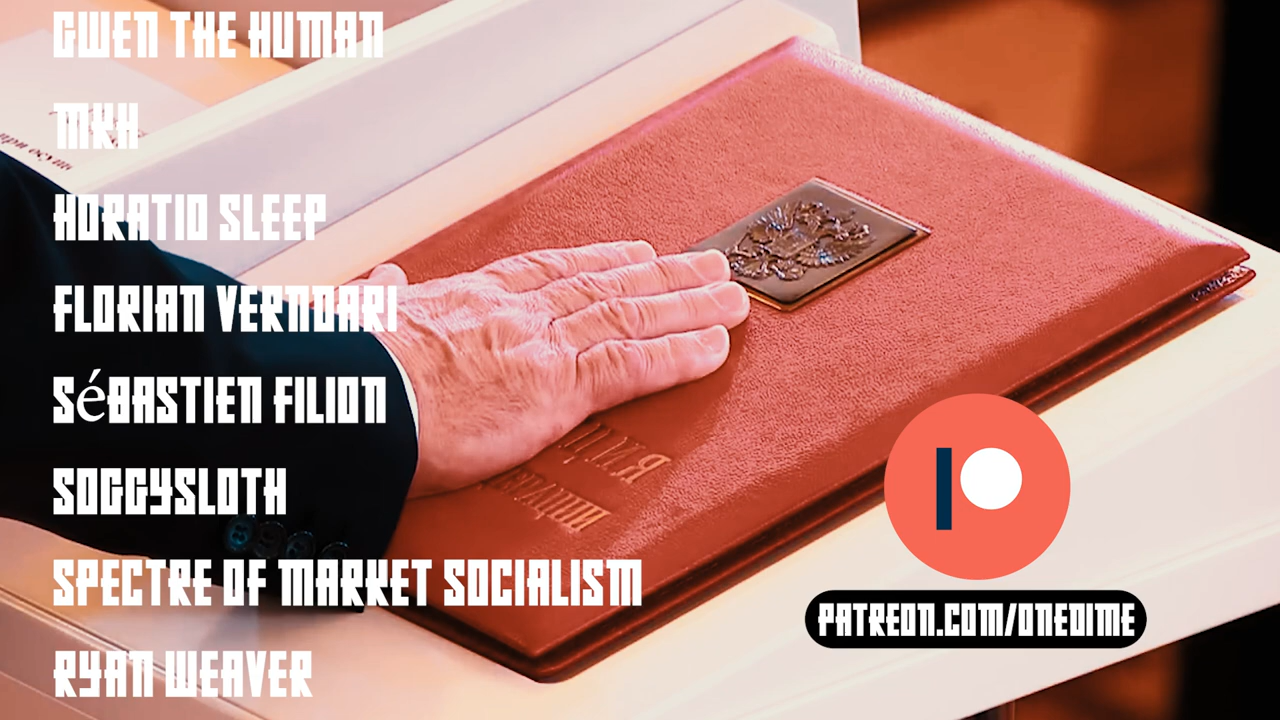 GWEN THE HUMAN
MKH
HORATIO SLEEP
FLORIAN VERNDARI
SéBASTIEN FILION
SOGGYSLOTH
SPECTRE OF MARKET SOCIALISM
RYAN WEAVER
PATREON.COM/ONEDIME